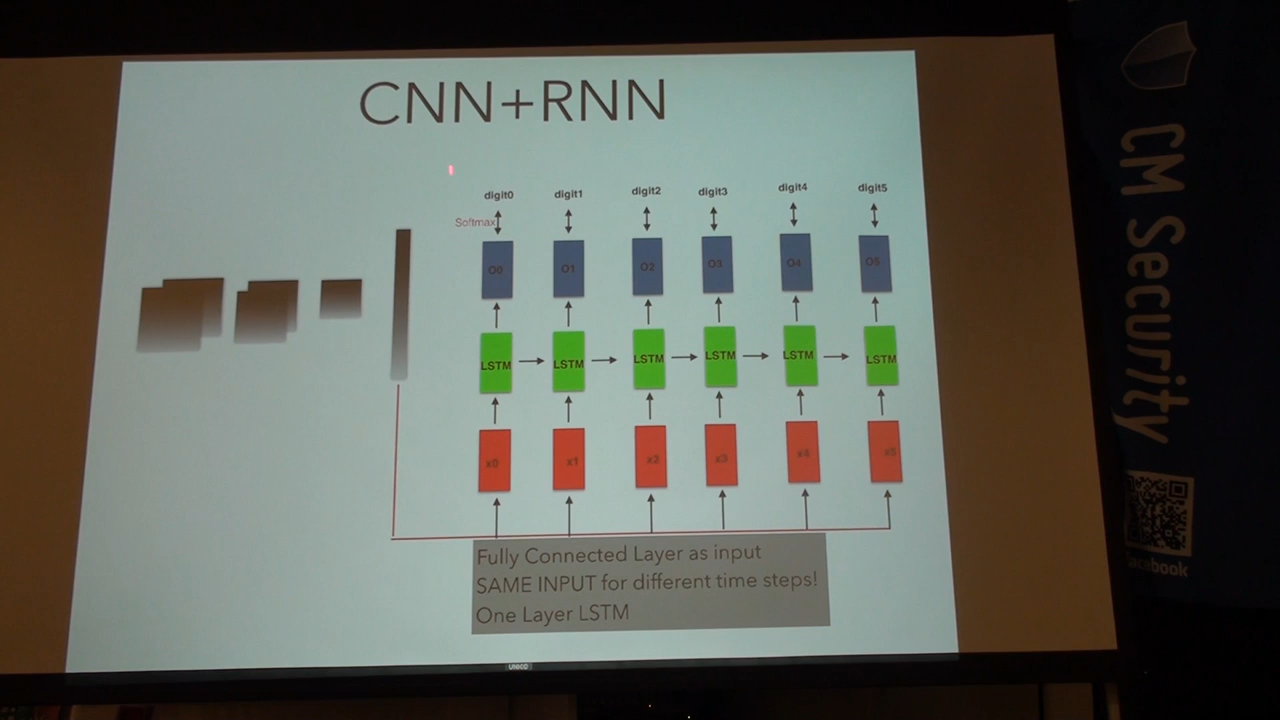 CNN+RNN
digit0 digit1 digit2 digit3 digit4 digit5
Softmax
O0 O1 O2 O3 O4 O5
LSTM LSTM LSTM LSTM LSTM LSTM
x0 x1 x2 x3 x4 x5
Fully Connected Layer as input
SAME INPUT for different time steps!
One Layer LSTM
CM Security